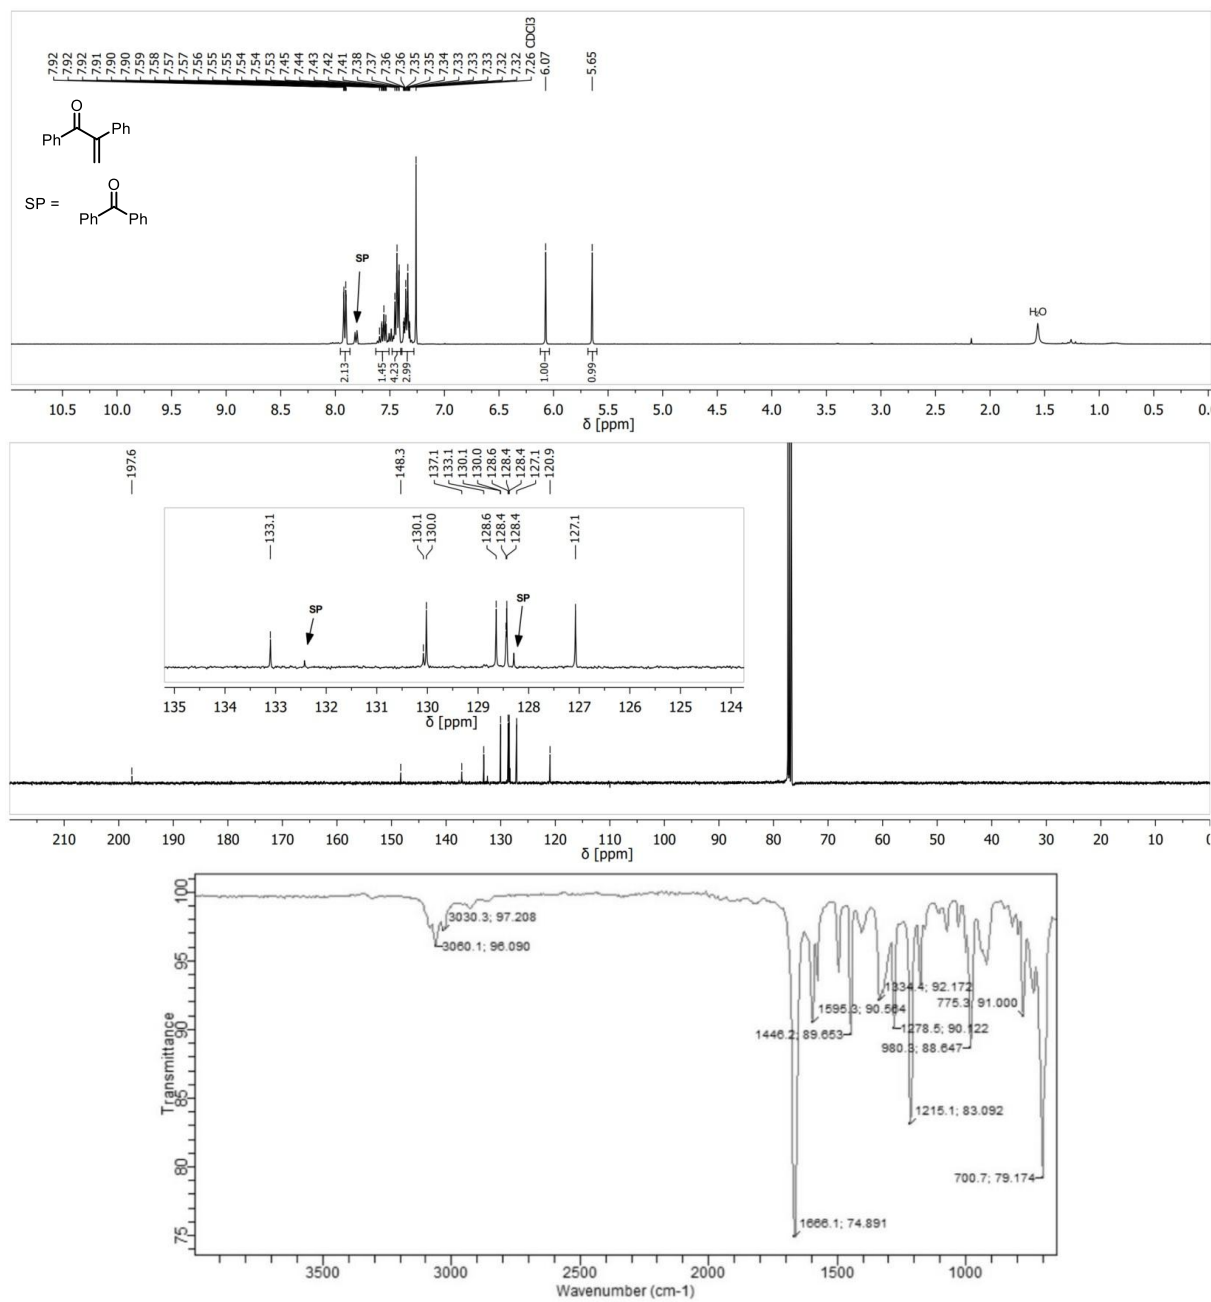 7.92 7.92 7.92 7.91 7.90 7.90 7.59 7.58 7.57 7.57 7.56 7.55 7.55 7.54 7.54 7.53 7.45 7.44 7.43 7.42 7.41 7.38 7.37 7.36 7.36 7.35 7.35 7.34 7.33 7.33 7.33 7.32 7.32 7.26 CDCl3 6.07 5.65
O
Ph Ph
SP =
O
Ph Ph
SP
H2O
2.13 1.45 4.23 2.99 1.00 0.99
10.5 10.0 9.5 9.0 8.5 8.0 7.5 7.0 6.5 6.0 5.5 5.0 4.5 4.0 3.5 3.0 2.5 2.0 1.5 1.0 0.5 0.
δ [ppm]
197.6 148.3 137.1 133.1 130.1 130.0 128.6 128.4 128.4 127.1 120.9
133.1 130.1 130.0 128.6 128.4 128.4 127.1
SP SP
135 134 133 132 131 130 129 128 127 126 125 124
δ [ppm]
210 200 190 180 170 160 150 140 130 120 110 100 90 80 70 60 50 40 30 20 10 0
δ [ppm]
Transmittance
100
95
90
85
80
75
3030.3; 97.208
3060.1; 96.090
1334.4; 92.172
775.3; 91.000
1595.3; 90.564
1278.5; 90.122
1446.2; 89.653
980.3; 88.647
1215.1; 83.092
700.7; 79.174
1666.1; 74.891
3500 3000 2500 2000 1500 1000
Wavenumber (cm-1)